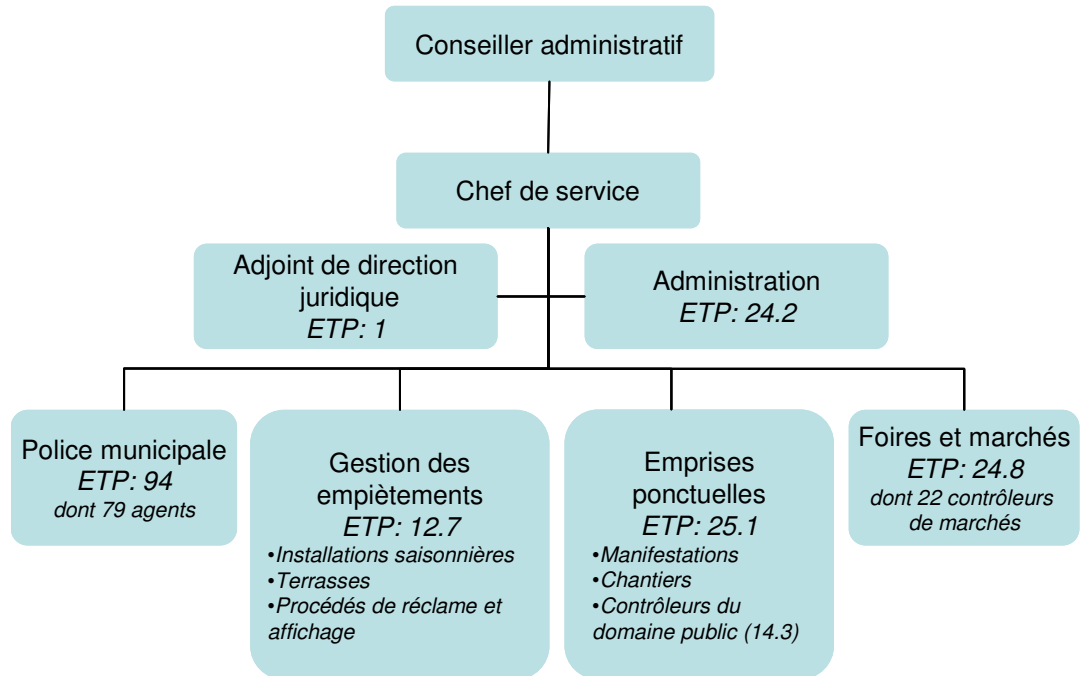 Conseiller administratif
Chef de service
Adjoint de direction
juridique
ETP: 1
Administration
ETP: 24.2
Police municipale
ETP: 94
dont 79 agents
Gestion des
empiètements
ETP: 12.7
•Installations saisonnières
•Terrasses
•Procédés de réclame et
affichage
Emprises
ponctuelles
ETP: 25.1
•Manifestations
•Chantiers
•Contrôleurs du
domaine public (14.3)
Foires et marchés
ETP: 24.8
dont 22 contrôleurs
de marchés